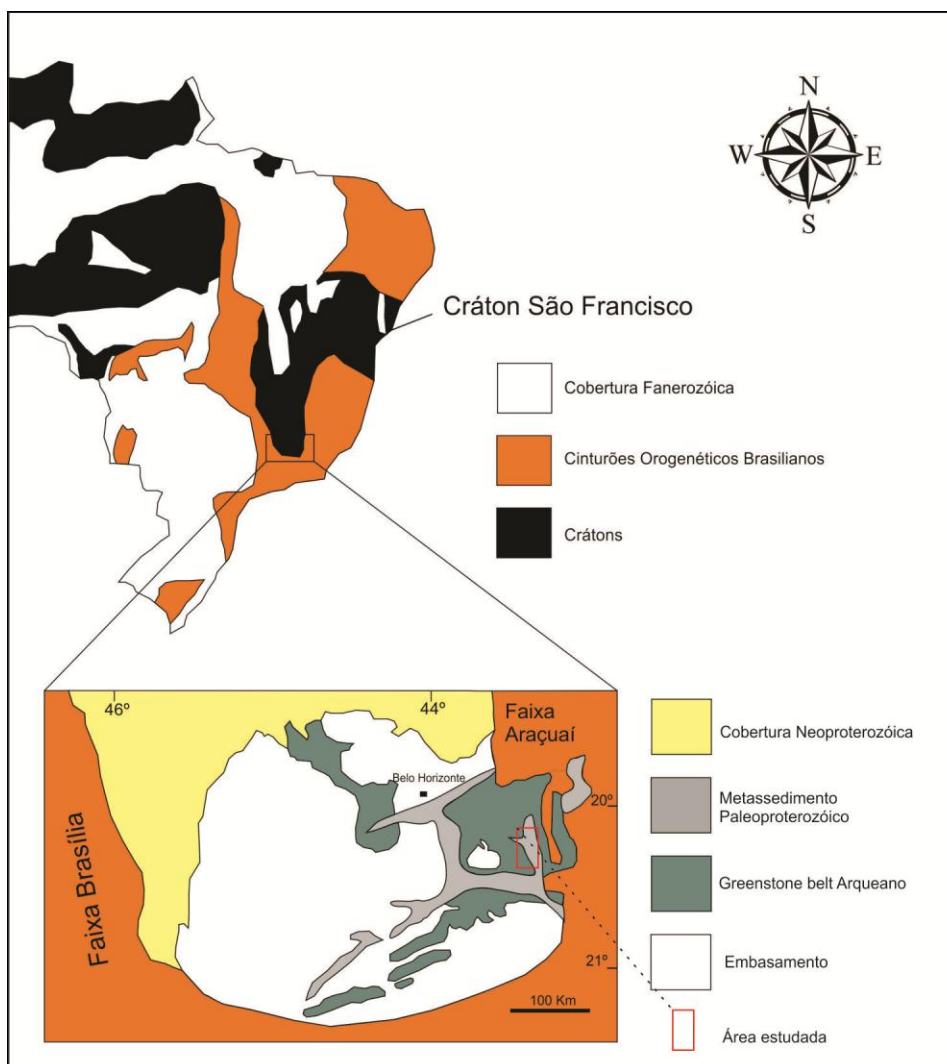 N
W
E
S
Cráton São Francisco
Cobertura Fanerozóica
Cinturões Orogenéticos Brasilianos
Crátons
46º
44º
Faixa
Araçuaí
Belo Horizonte
20º
Faixa Brasília
21º
100 Km
Cobertura Neoproterozóica
Metassedimento
Paleoproterozóico
Greenstone belt Arqueano
Embasamento
Área estudada